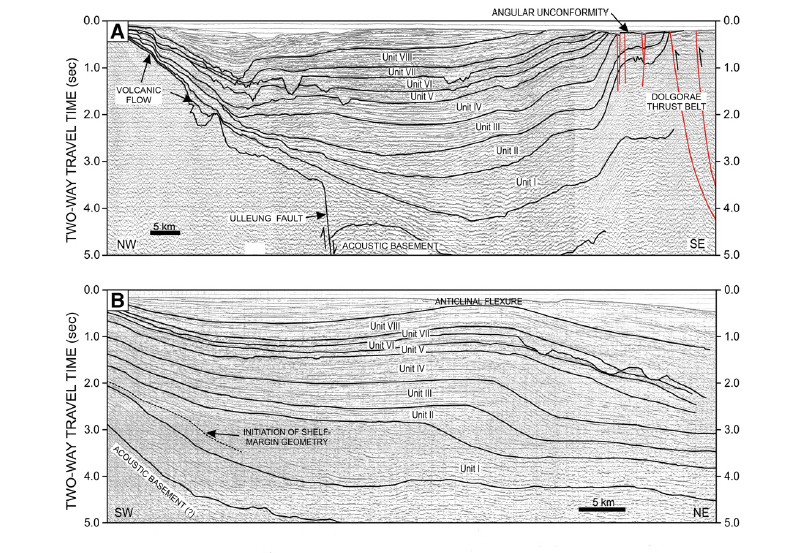 ANGULAR UNCONFORMITY
A
0.0
1.0
2.0
3.0
4.0
5.0
TWO-WAY TRAVEL TIME (sec)
VOLCANIC
FLOW
Unit VIII
Unit VII
Unit VI
Unit V
Unit IV
Unit III
Unit II
Unit I
DOLGORAE
THRUST BELT
ULLEUNG FAULT
ACOUSTIC BASEMENT
5 km
NW
SE
0.0
1.0
2.0
3.0
4.0
5.0
B
0.0
1.0
2.0
3.0
4.0
5.0
TWO-WAY TRAVEL TIME (sec)
ANTICLINAL FLEXURE
Unit VIII
Unit VII
Unit VI
Unit V
Unit IV
Unit III
Unit II
Unit I
INITIATION OF SHELF-
MARGIN GEOMETRY
ACOUSTIC BASEMENT (?)
5 km
SW
NE
0.0
1.0
2.0
3.0
4.0
5.0